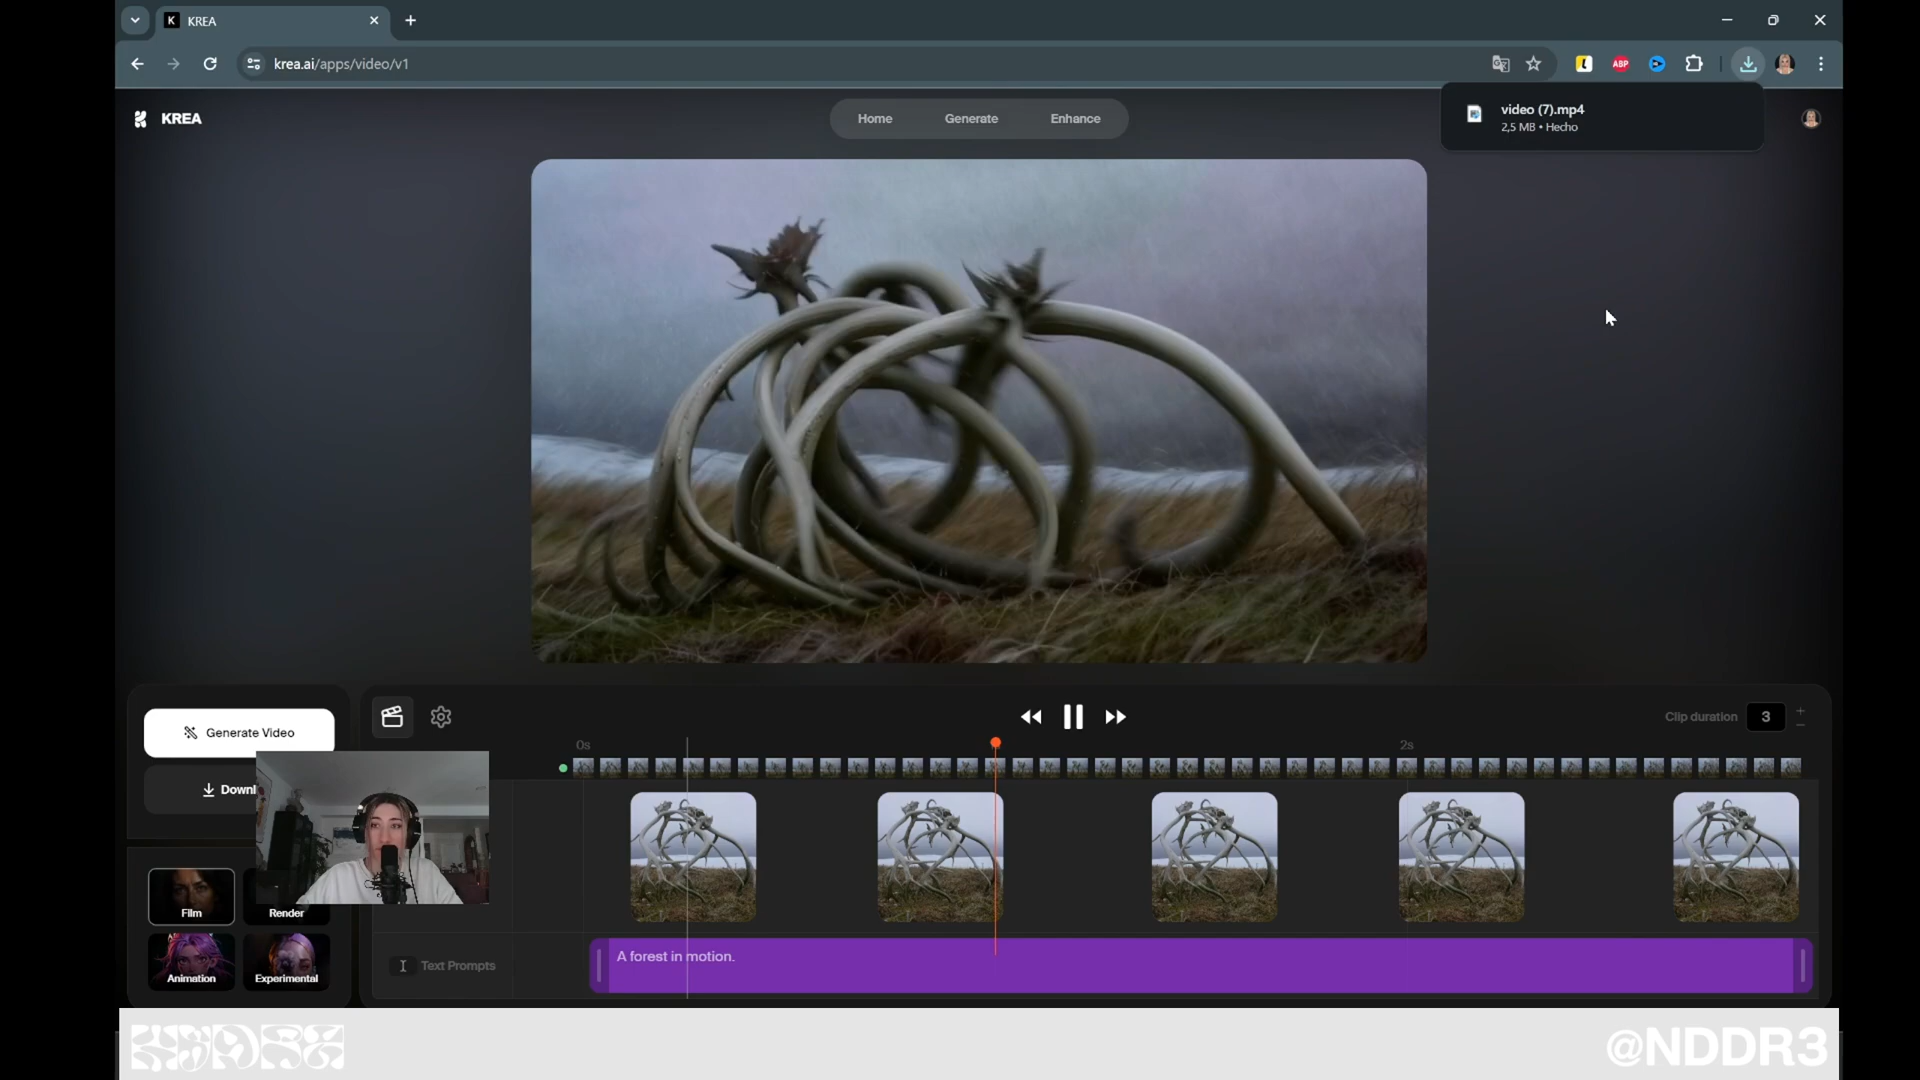 KREA
krea.ai/apps/video/v1
ABP
KREA
Home
Generate
Enhance
video (7).mp4
2,5 MB • Hecho
Generate Video
Clip duration
3
0s
2s
Downl
Film
Render
Animation
Experimental
Text Prompts
A forest in motion.
@NDDR3